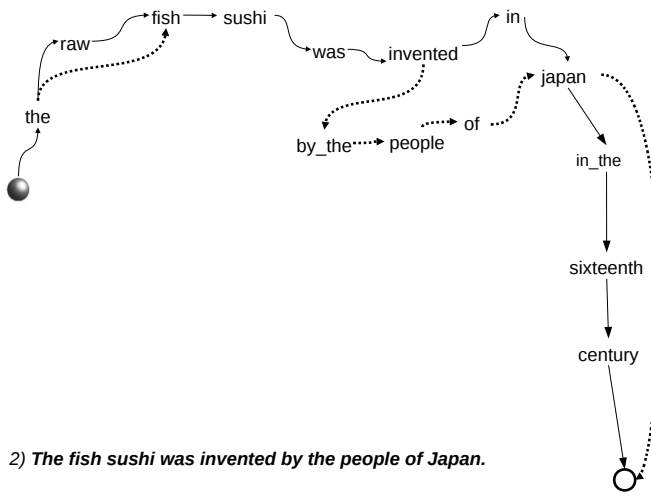 fish
sushi
in
raw
was
invented
japan
the
of
by_the
people
in_the
sixteenth
century
2) The fish sushi was invented by the people of Japan.